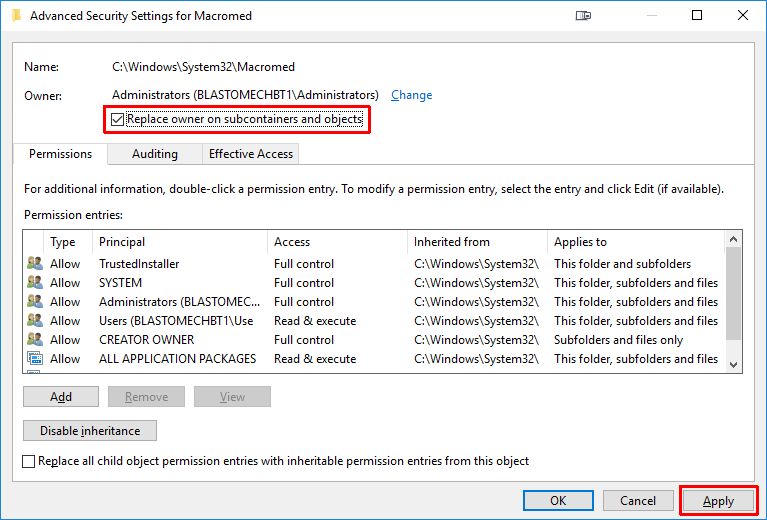 Advanced Security Settings for Macromed
Name: C:\Windows\System32\Macromed
Owner: Administrators (BLASTOMECHBT1\Administrators) Change
Replace owner on subcontainers and objects
Permissions Auditing Effective Access
For additional information, double-click a permission entry. To modify a permission entry, select the entry and click Edit (if available).
Permission entries:
Type Principal Access Inherited from Applies to
Allow TrustedInstaller Full control C:\Windows\System32\ This folder and subfolders
Allow SYSTEM Full control C:\Windows\System32\ This folder, subfolders and files
Allow Administrators (BLASTOMEC... Full control C:\Windows\System32\ This folder, subfolders and files
Allow Users (BLASTOMECHBT1\Use Read & execute C:\Windows\System32\ This folder, subfolders and files
Allow CREATOR OWNER Full control C:\Windows\System32\ Subfolders and files only
Allow ALL APPLICATION PACKAGES Read & execute C:\Windows\System32\ This folder, subfolders and files
Add Remove View
Disable inheritance
Replace all child object permission entries with inheritable permission entries from this object
OK Cancel Apply